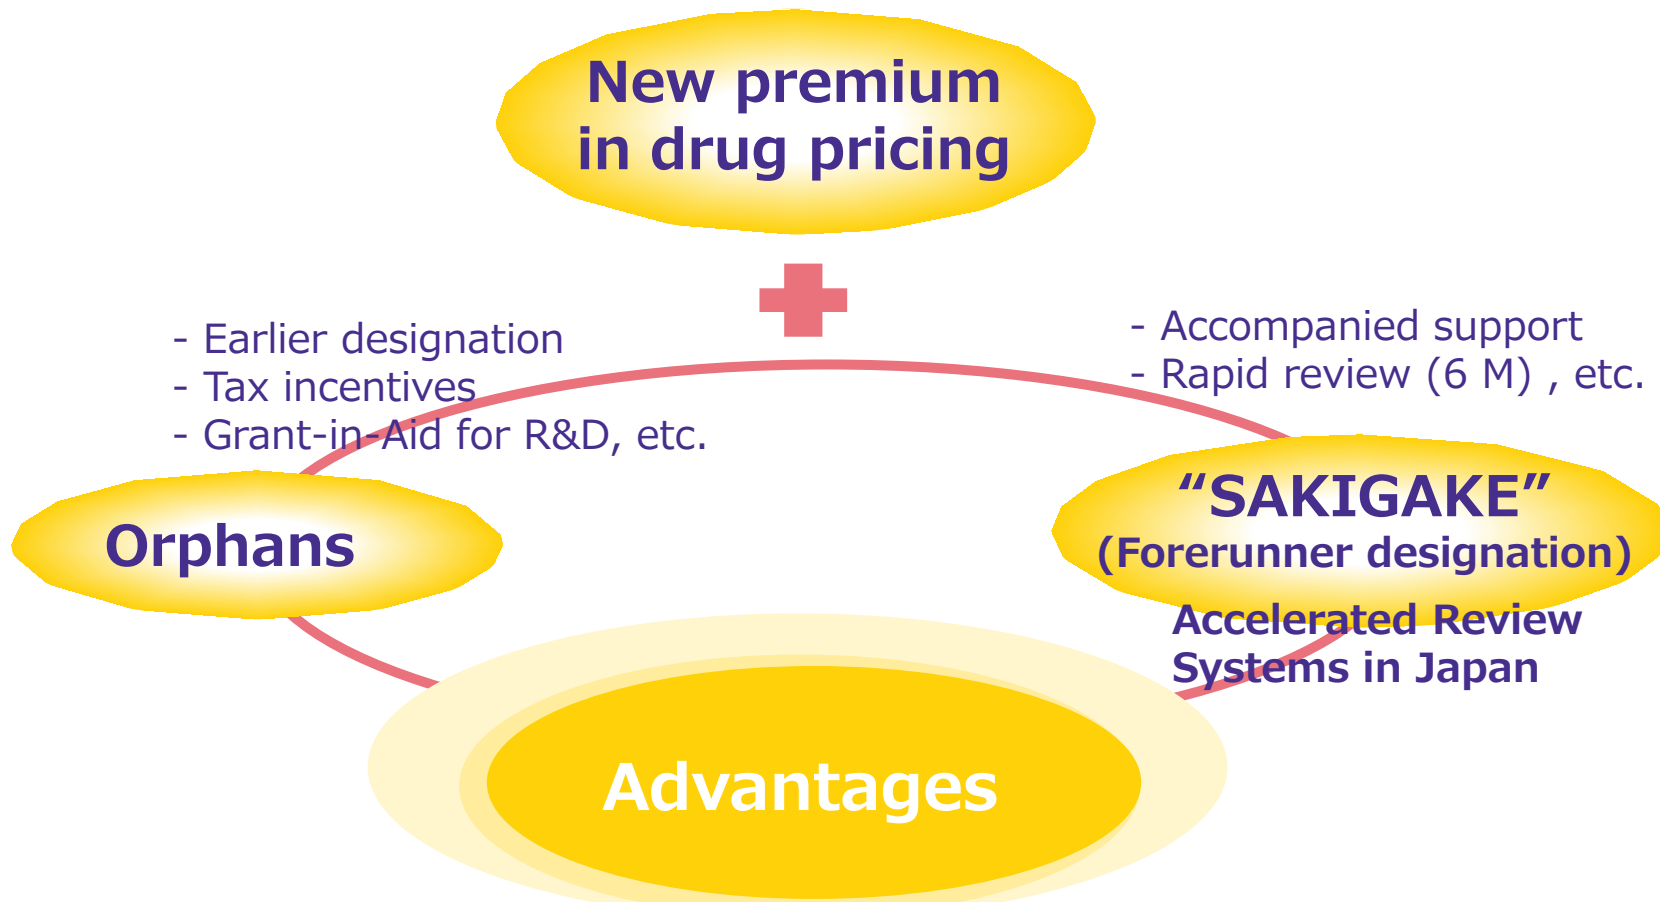 New premium
in drug pricing
- Earlier designation
- Tax incentives
- Grant-in-Aid for R&D, etc.
- Accompanied support
- Rapid review (6 M) , etc.
Orphans
“SAKIGAKE”
(Forerunner designation)
Accelerated Review
Systems in Japan
Advantages